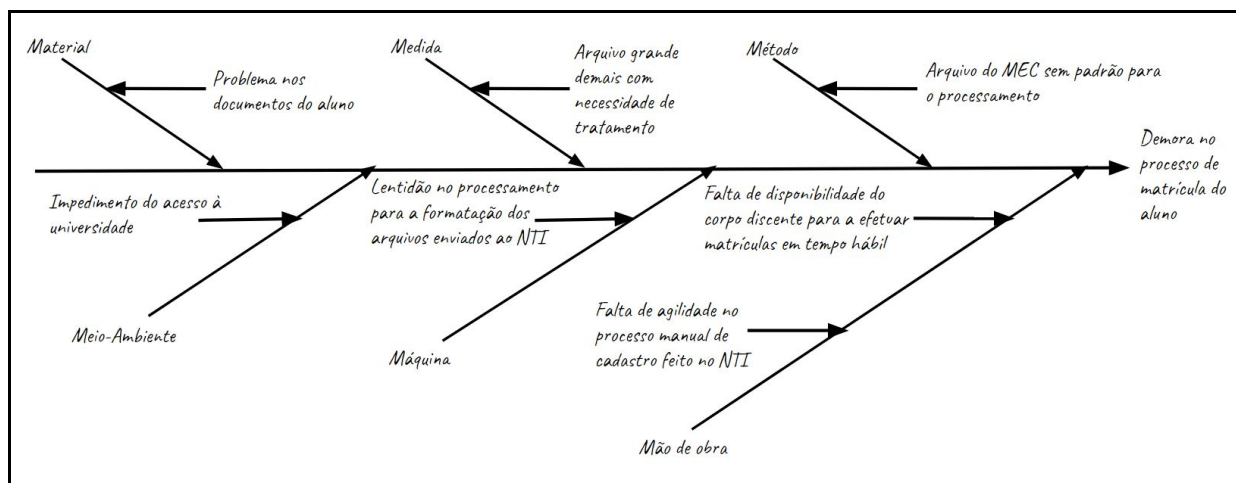 Material
Problema nos
documentos do aluno
Medida
Arquivo grande
demais com
necessidade de
tratamento
Método
Arquivo do MEC sem padrão para
o processamento
Demora no
processo de
matrícula do
aluno
Impedimento do acesso à
universidade
Meio-Ambiente
Lentidão no processamento
para a formatação dos
arquivos enviados ao NTI
Máquina
Falta de disponibilidade do
corpo discente para a efetuar
matrículas em tempo hábil
Falta de agilidade no
processo manual de
cadastro feito no NTI
Mão de obra